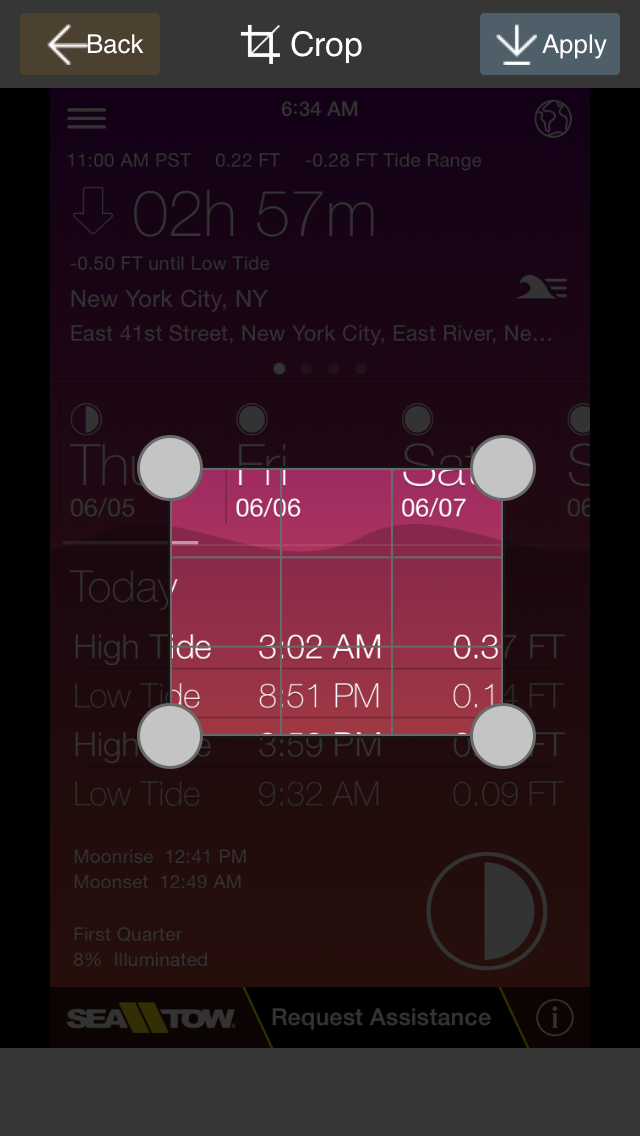 Back Crop Apply
6:34 AM
11:00 AM PST 0.22 FT -0.28 FT Tide Range
02h 57m
-0.50 FT until Low Tide
New York City, NY
East 41st Street, New York City, East River, Ne...
Thu Fri Sat S
06/05 06/06 06/07 06
Today
High Tide 3:02 AM 0.37 FT
Low Tide 8:51 PM 0.14 FT
High Tide 3:59 PM FT
Low Tide 9:32 AM 0.09 FT
Moonrise 12:41 PM
Moonset 12:49 AM
First Quarter
8% Illuminated
SEA TOW Request Assistance i